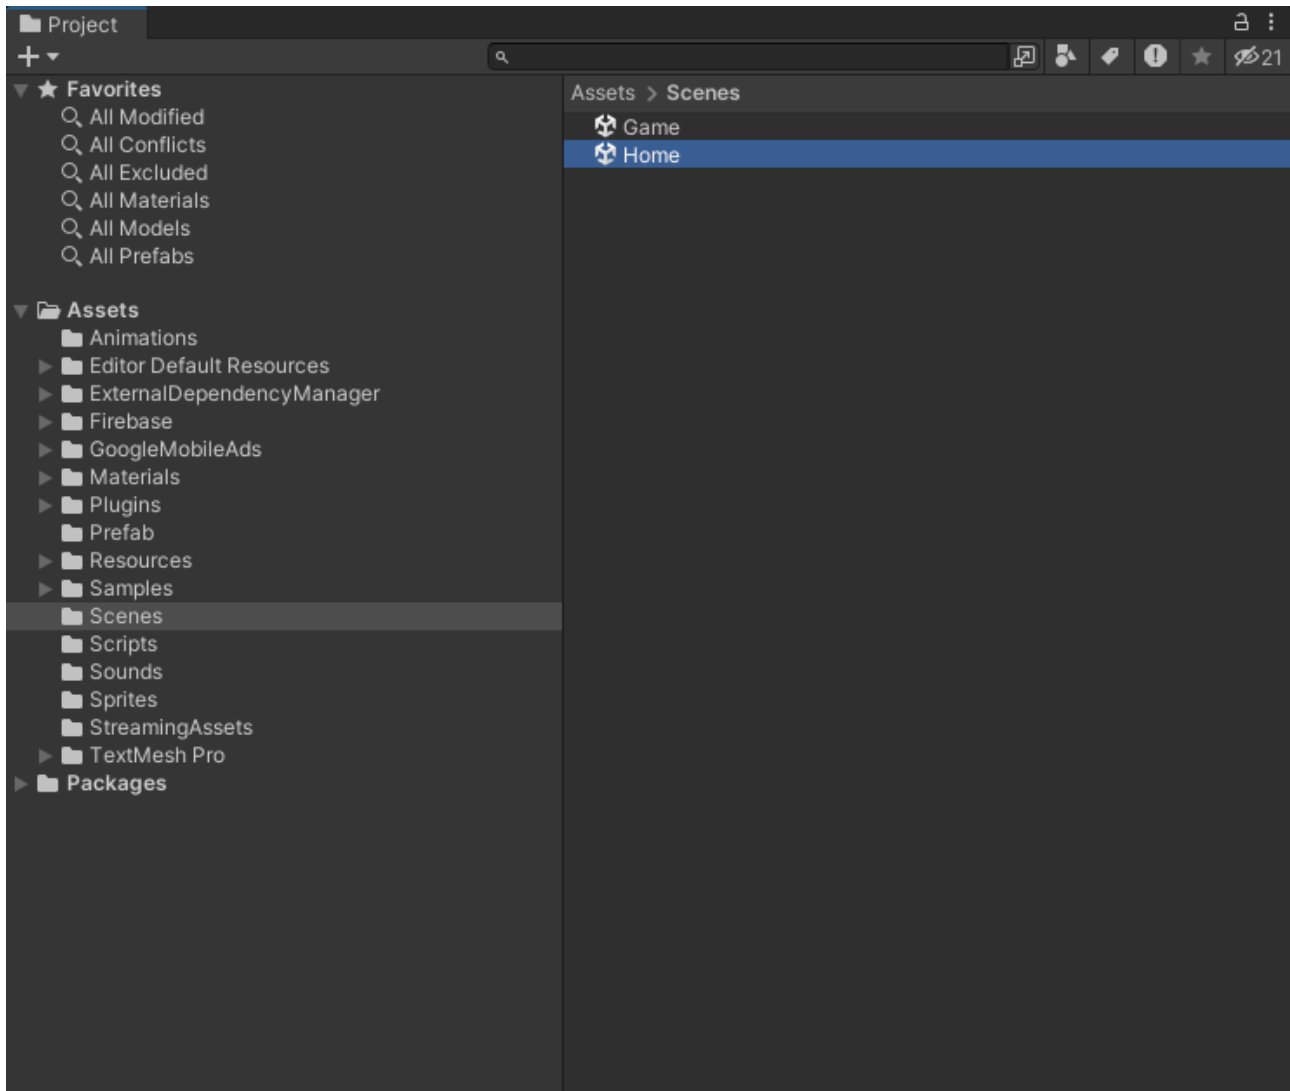 Project
21
Favorites
All Modified
All Conflicts
All Excluded
All Materials
All Models
All Prefabs
Assets
Animations
Editor Default Resources
ExternalDependencyManager
Firebase
GoogleMobileAds
Materials
Plugins
Prefab
Resources
Samples
Scenes
Scripts
Sounds
Sprites
StreamingAssets
TextMesh Pro
Packages
Assets > Scenes
Game
Home